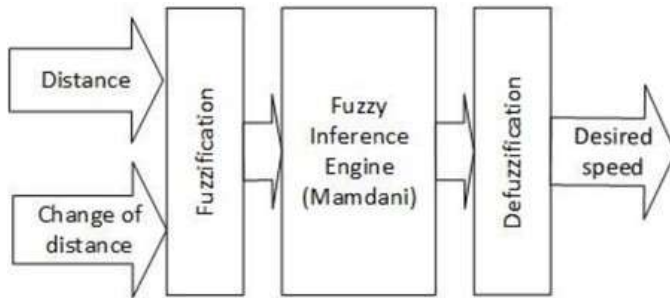 Distance
Change of
distance
Fuzzification
Fuzzy
Inference
Engine
(Mamdani)
Defuzzification
Desired
speed